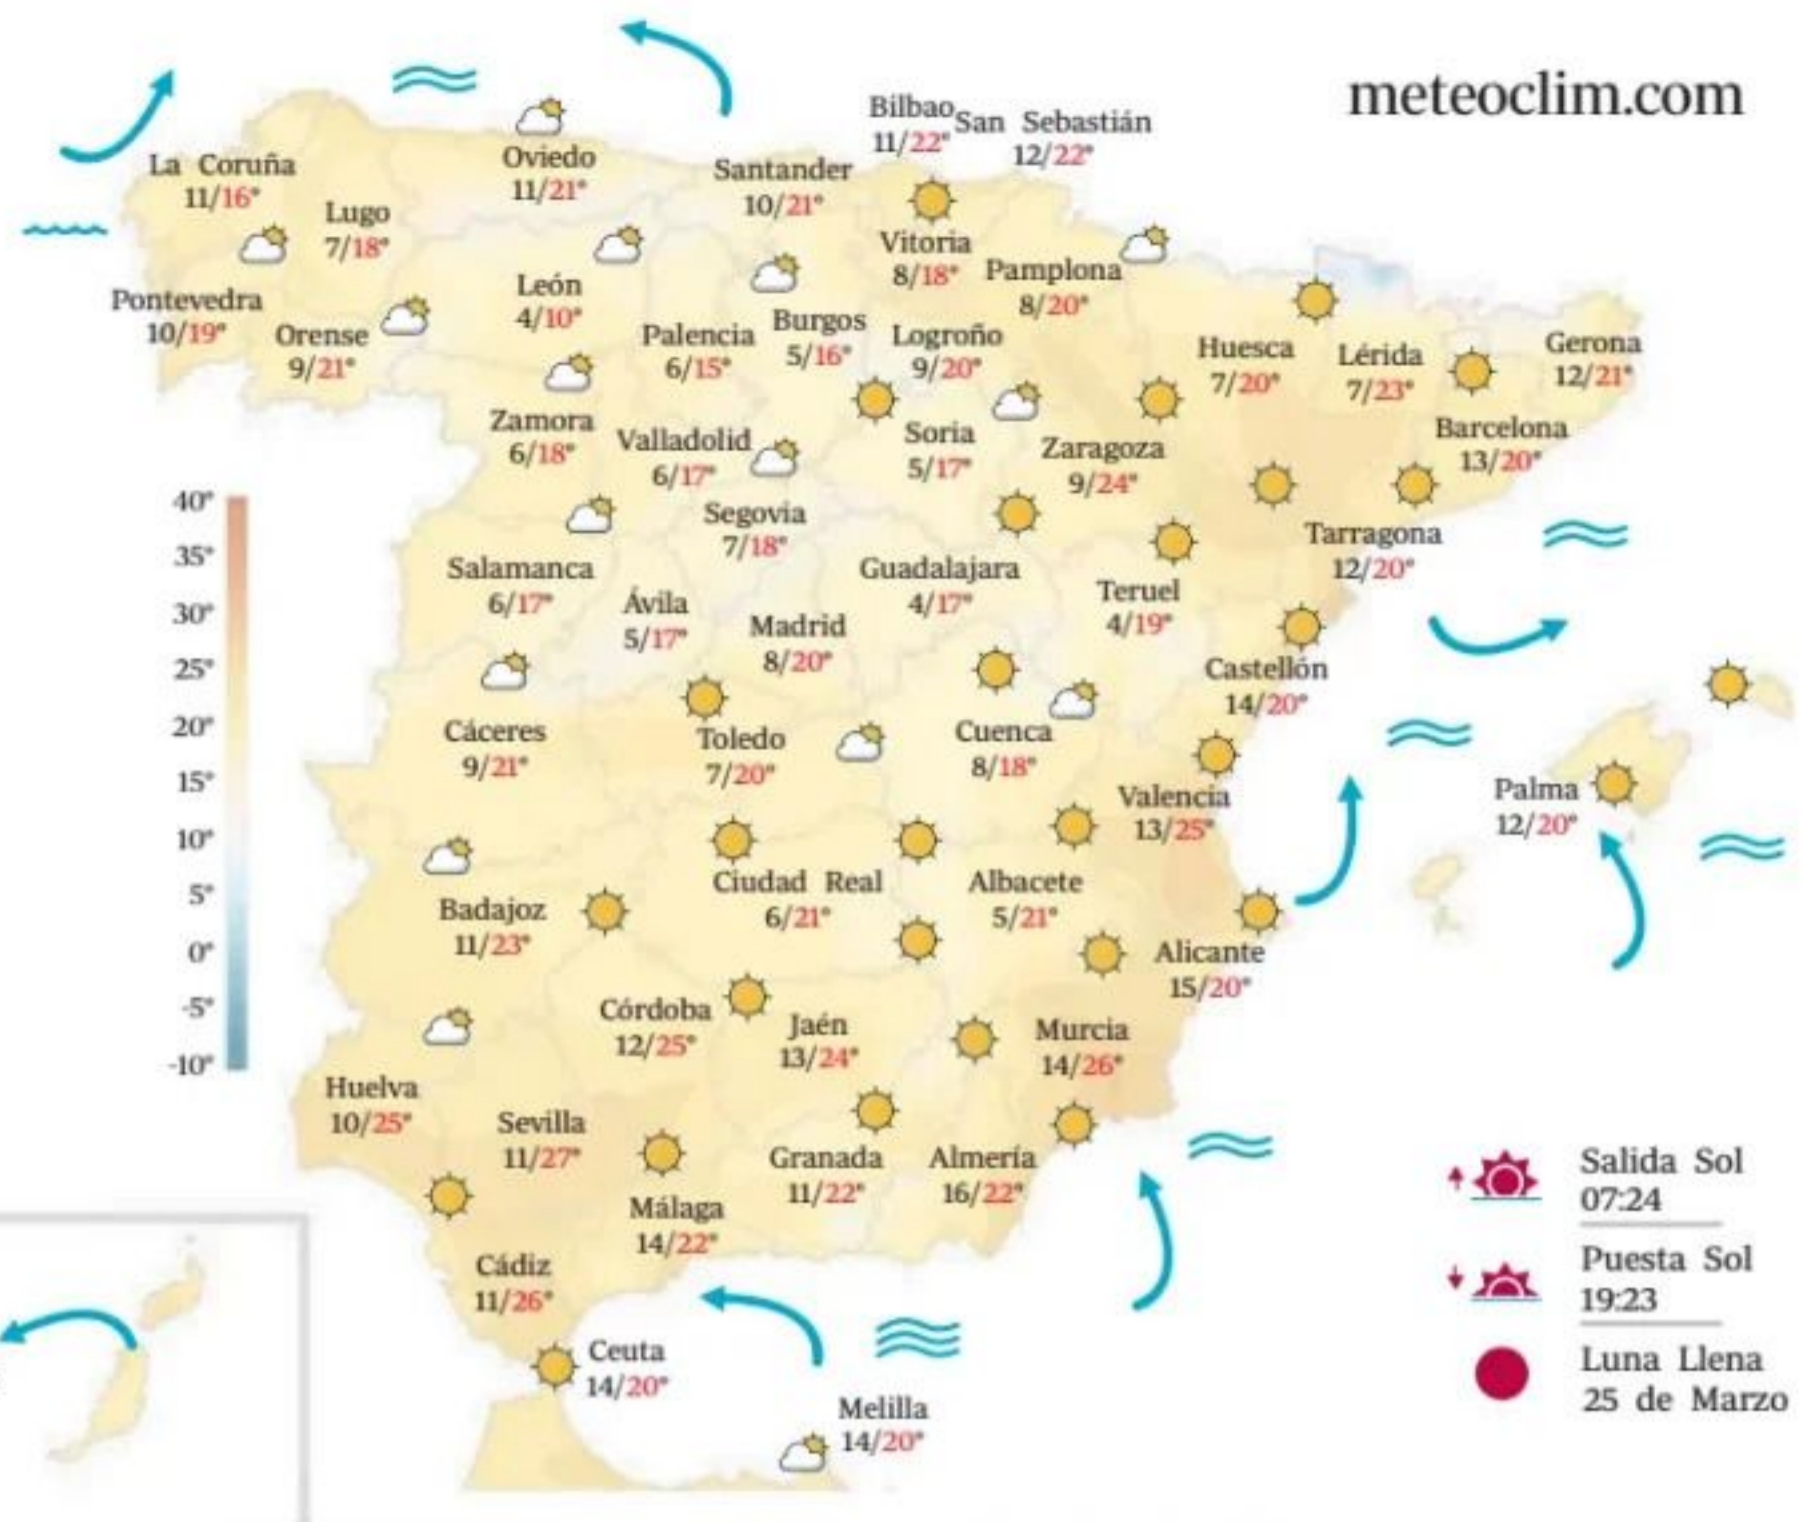 meteoclim.com
Bilbao
11/22°
San Sebastián
12/22°
La Coruña
11/16°
Oviedo
11/21°
Santander
10/21°
Lugo
7/18°
Vitoria
8/18°
Pamplona
8/20°
León
4/10°
Pontevedra
10/19°
Orense
9/21°
Palencia
6/15°
Burgos
5/16°
Logroño
9/20°
Huesca
7/20°
Lérida
7/23°
Gerona
12/21°
Zamora
6/18°
Valladolid
6/17°
Soria
5/17°
Zaragoza
9/24°
Barcelona
13/20°
Segovia
7/18°
Tarragona
12/20°
Salamanca
6/17°
Ávila
5/17°
Madrid
8/20°
Guadalajara
4/17°
Teruel
4/19°
Castellón
14/20°
Cáceres
9/21°
Toledo
7/20°
Cuenca
8/18°
Valencia
13/25°
Palma
12/20°
Badajoz
11/23°
Ciudad Real
6/21°
Albacete
5/21°
Alicante
15/20°
Córdoba
12/25°
Jaén
13/24°
Murcia
14/26°
Huelva
10/25°
Sevilla
11/27°
Granada
11/22°
Almería
16/22°
Málaga
14/22°
Cádiz
11/26°
Ceuta
14/20°
Melilla
14/20°
40°
35°
30°
25°
20°
15°
10°
5°
0°
-5°
-10°
Salida Sol
07:24
Puesta Sol
19:23
Luna Llena
25 de Marzo